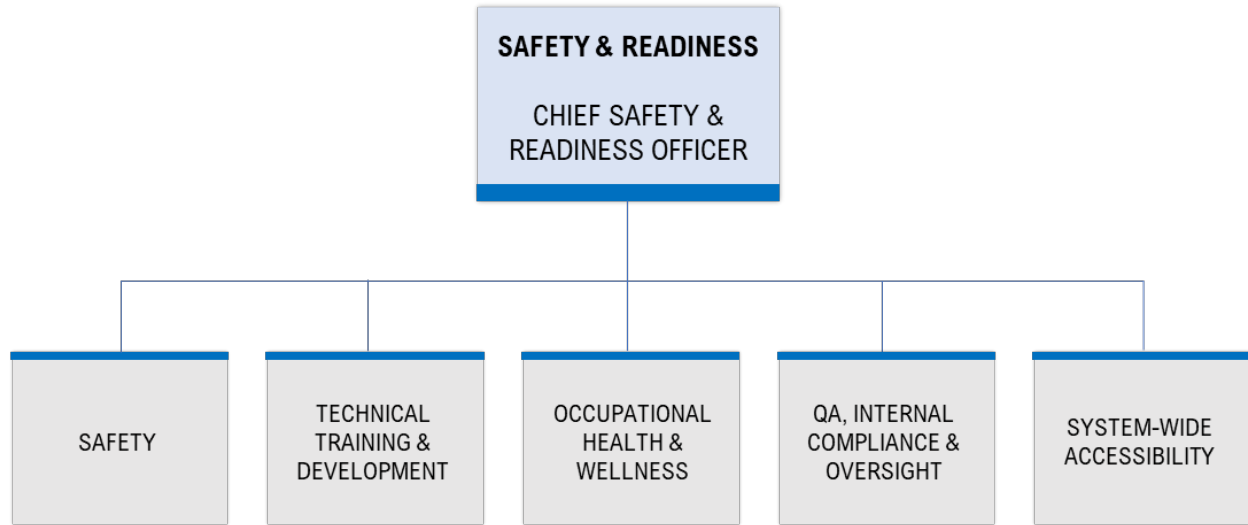 SAFETY & READINESS
CHIEF SAFETY &
READINESS OFFICER
SAFETY
TECHNICAL
TRAINING &
DEVELOPMENT
OCCUPATIONAL
HEALTH &
WELLNESS
QA, INTERNAL
COMPLIANCE &
OVERSIGHT
SYSTEM-WIDE
ACCESSIBILITY